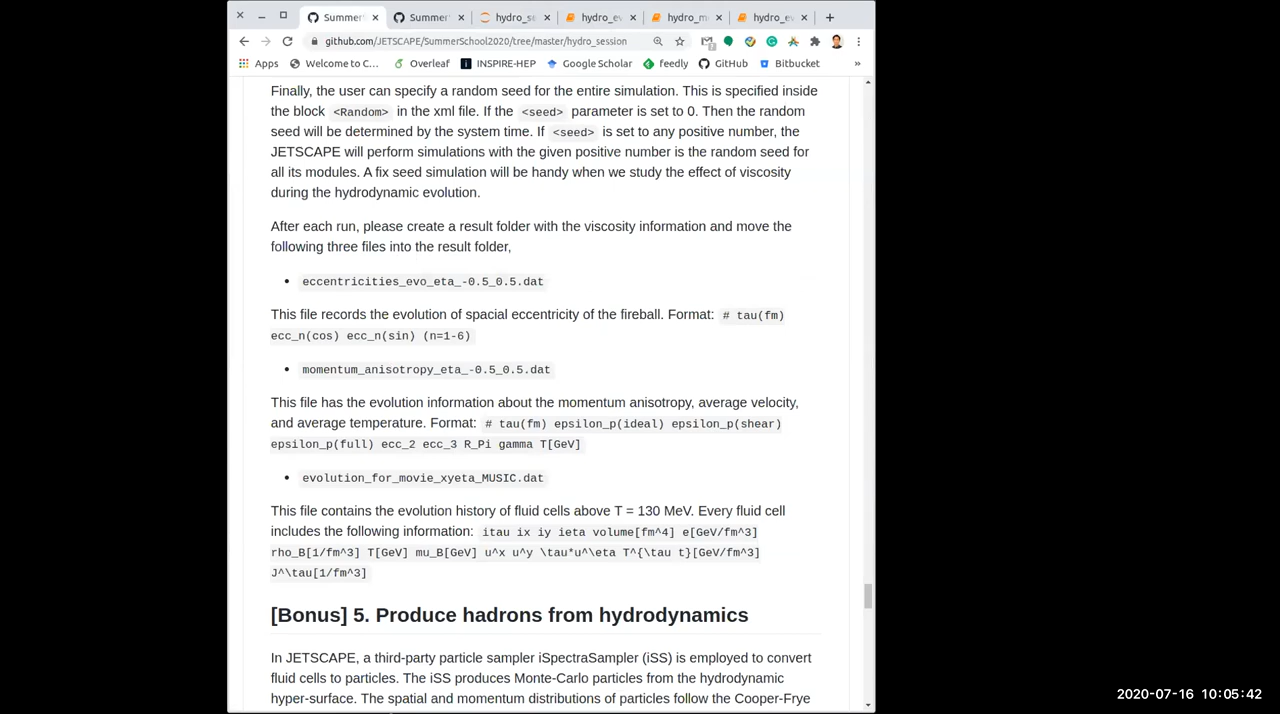 Summer
Summer
hydro_se
hydro_ev
hydro_m
hydro_ev
github.com/JETSCAPE/SummerSchool2020/tree/master/hydro_session
Apps Welcome to C... Overleaf INSPIRE-HEP Google Scholar feedly GitHub Bitbucket »
Finally, the user can specify a random seed for the entire simulation. This is specified inside
the block <Random> in the xml file. If the <seed> parameter is set to 0. Then the random
seed will be determined by the system time. If <seed> is set to any positive number, the
JETSCAPE will perform simulations with the given positive number is the random seed for
all its modules. A fix seed simulation will be handy when we study the effect of viscosity
during the hydrodynamic evolution.
After each run, please create a result folder with the viscosity information and move the
following three files into the result folder,
• eccentricities_evo_eta_-0.5_0.5.dat
This file records the evolution of spacial eccentricity of the fireball. Format: # tau(fm)
ecc_n(cos) ecc_n(sin) (n=1-6)
• momentum_anisotropy_eta_-0.5_0.5.dat
This file has the evolution information about the momentum anisotropy, average velocity,
and average temperature. Format: # tau(fm) epsilon_p(ideal) epsilon_p(shear)
epsilon_p(full) ecc_2 ecc_3 R_Pi gamma T[GeV]
• evolution_for_movie_xyeta_MUSIC.dat
This file contains the evolution history of fluid cells above T = 130 MeV. Every fluid cell
includes the following information: itau ix iy ieta volume[fm^4] e[GeV/fm^3]
rho_B[1/fm^3] T[GeV] mu_B[GeV] u^x u^y \tau*u^\eta T^{\tau t}[GeV/fm^3]
J^\tau[1/fm^3]
[Bonus] 5. Produce hadrons from hydrodynamics
In JETSCAPE, a third-party particle sampler iSpectraSampler (iSS) is employed to convert
fluid cells to particles. The iSS produces Monte-Carlo particles from the hydrodynamic
hyper-surface. The spatial and momentum distributions of particles follow the Cooper-Frye
2020-07-16 10:05:42